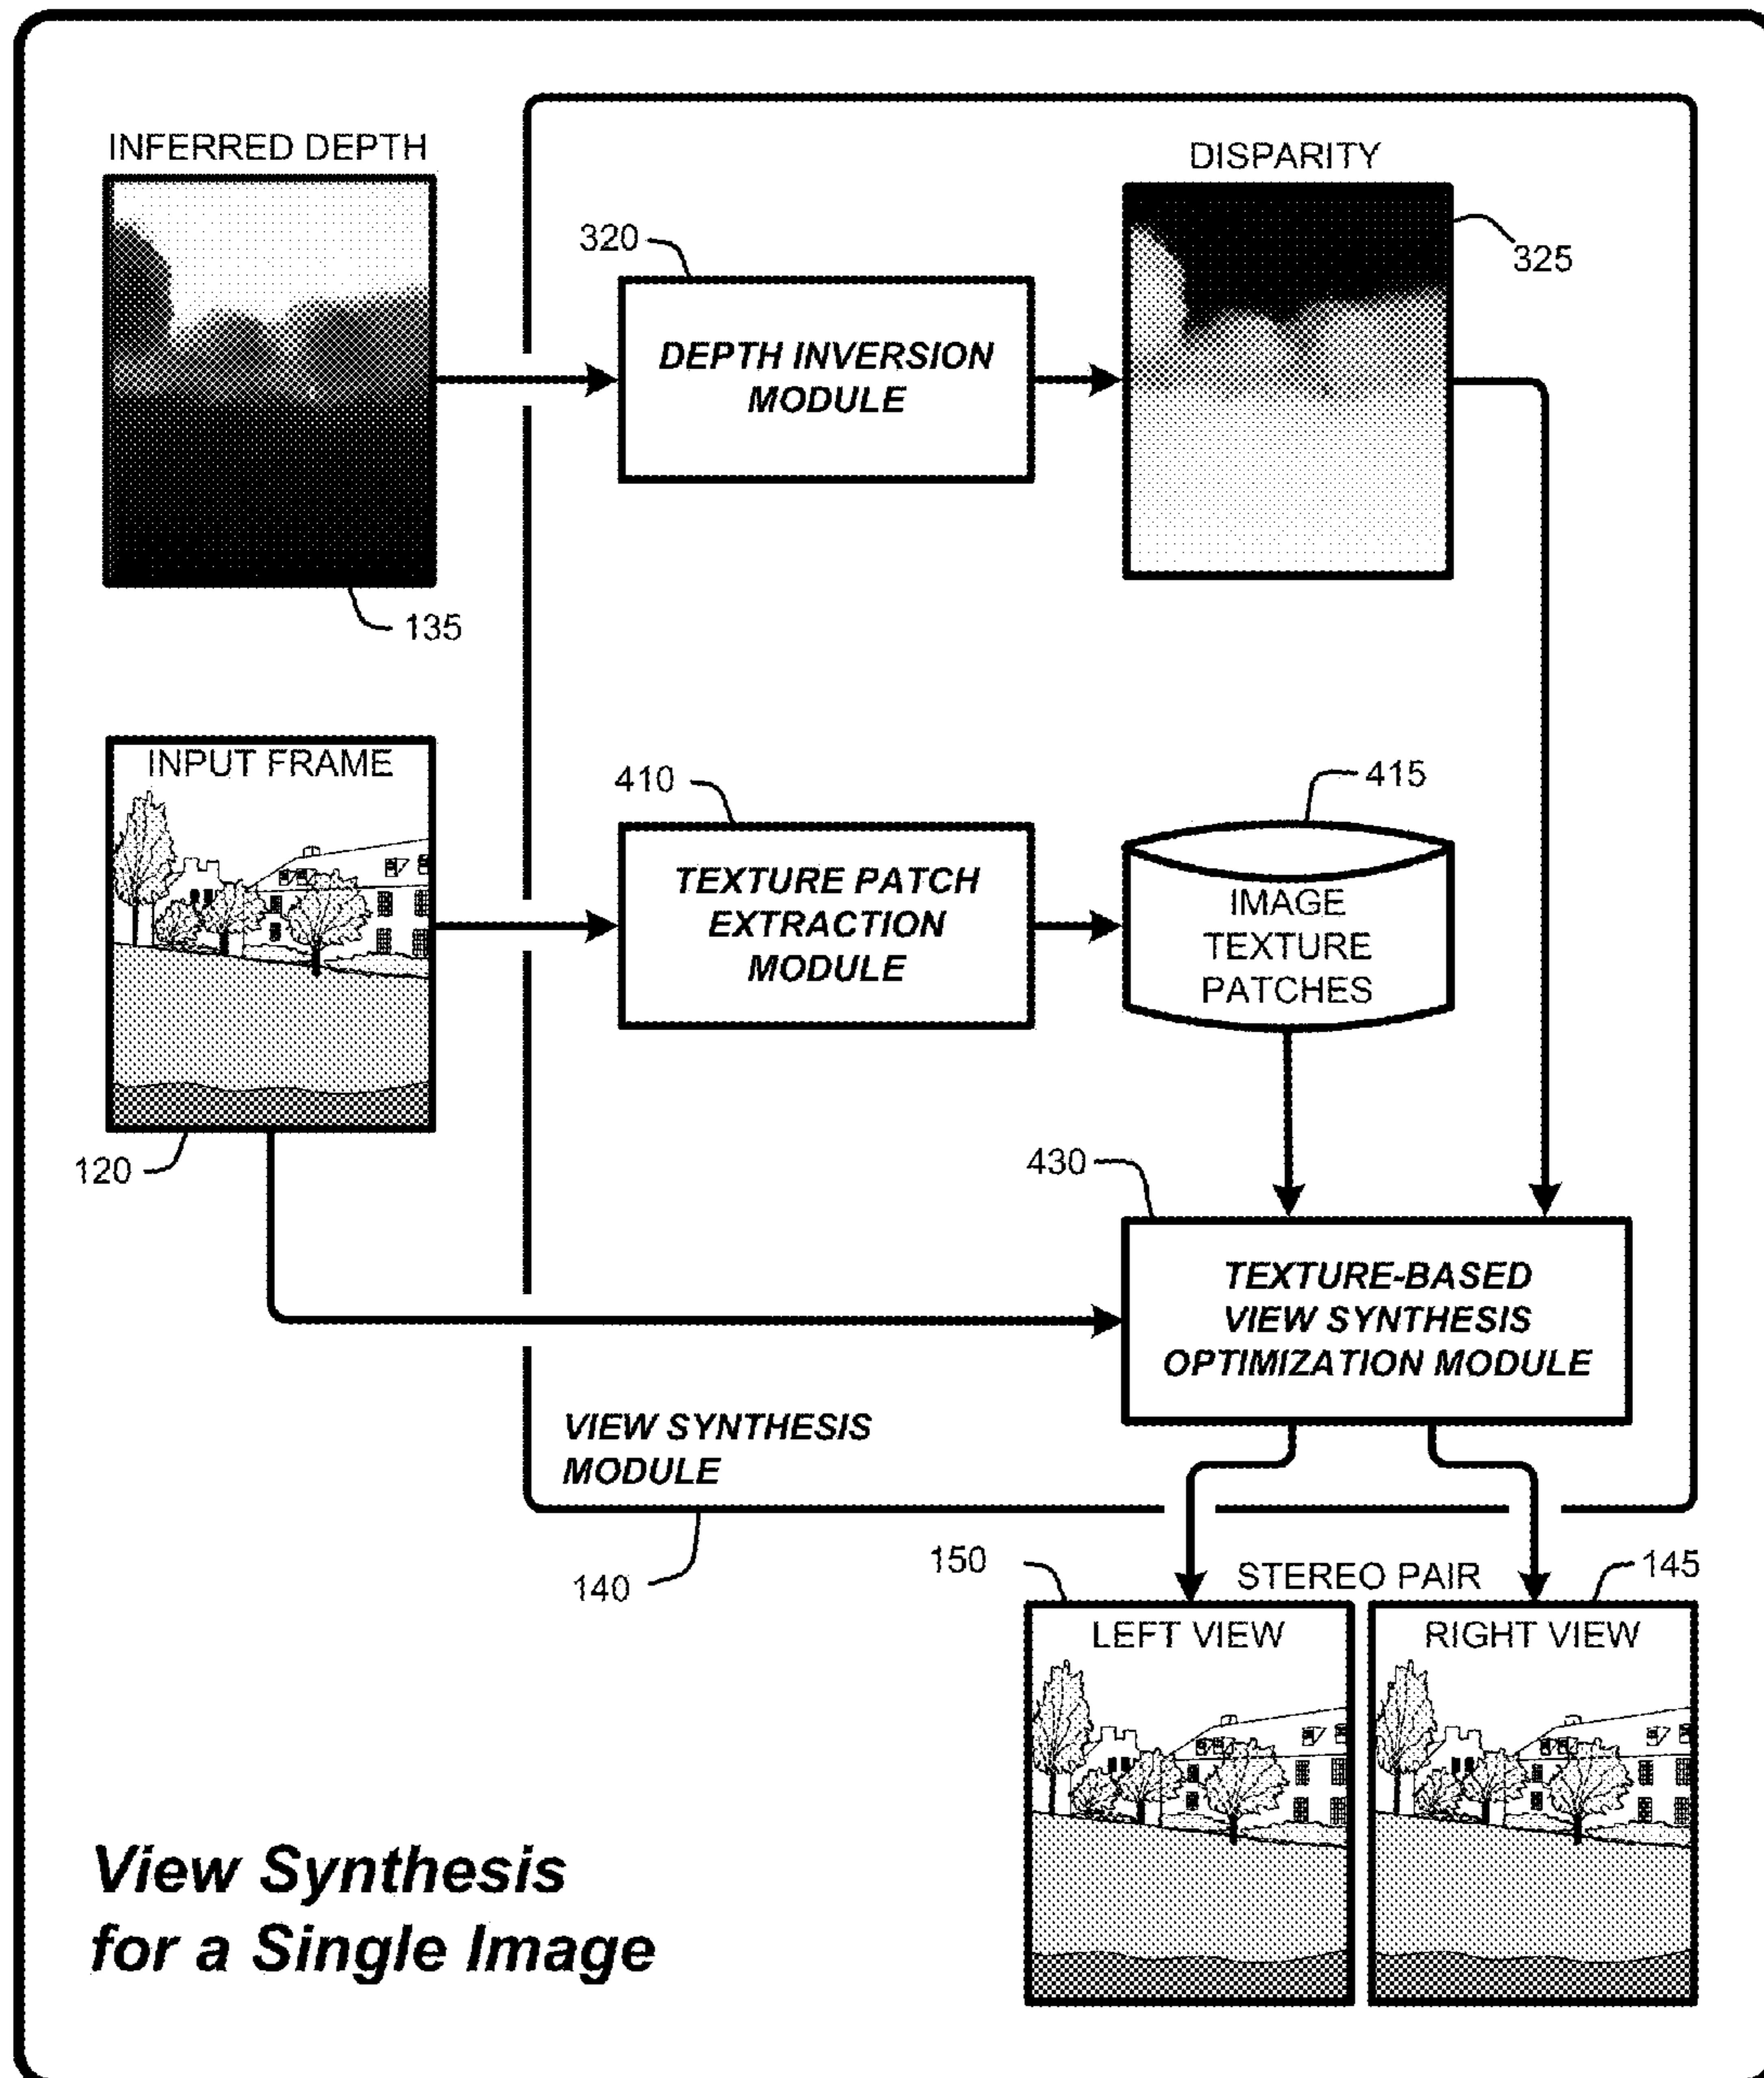 INFERRED DEPTH
DISPARITY
320
325
DEPTH INVERSION
MODULE
135
INPUT FRAME
410
415
TEXTURE PATCH
EXTRACTION
MODULE
IMAGE
TEXTURE
PATCHES
120
430
TEXTURE-BASED
VIEW SYNTHESIS
OPTIMIZATION MODULE
VIEW SYNTHESIS
MODULE
140
150
STEREO PAIR
145
LEFT VIEW
RIGHT VIEW
View Synthesis
for a Single Image